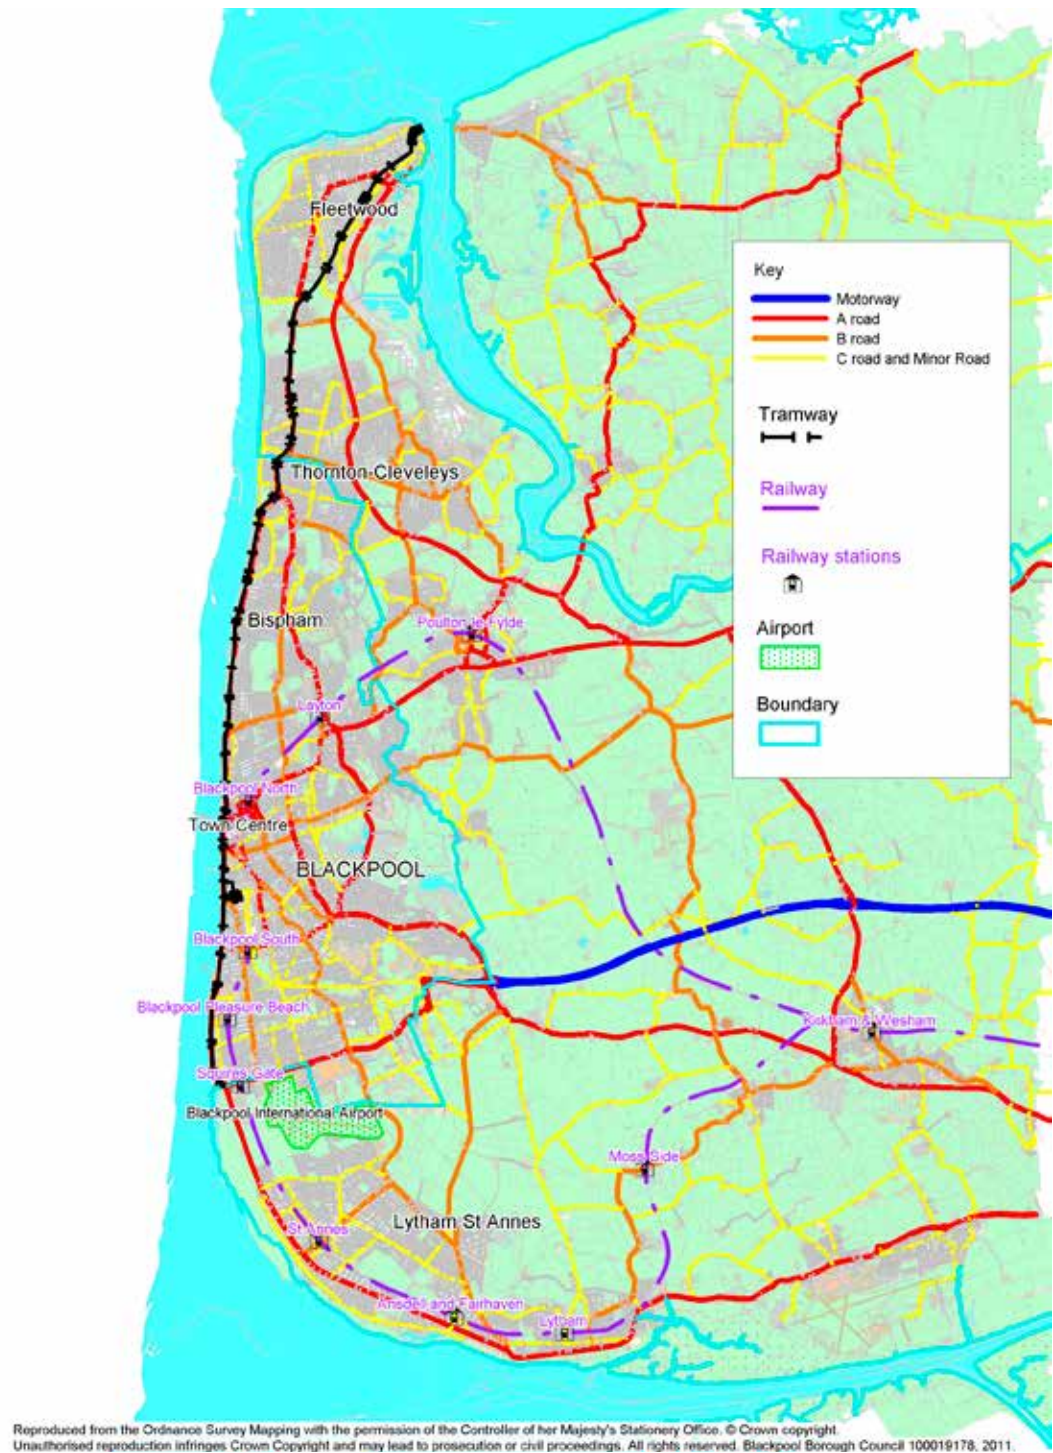 Fleetwood
Key
Motorway
A road
B road
C road and Minor Road
Tramway
Thornton-Cleveleys
Railway
Railway stations
Bispham
Poulton le Fylde
Airport
Layton
Boundary
Blackpool North
Town Centre
BLACKPOOL
Blackpool South
Blackpool Pleasure Beach
Kirkham & Wesham
Squires Gate
Blackpool International Airport
Moss Side
Lytham St Annes
St Annes
Ansdell and Fairhaven
Lytham
Reproduced from the Ordnance Survey Mapping with the permission of the Controller of her Majesty's Stationery Office. © Crown copyright.
Unauthorised reproduction infringes Crown Copyright and may lead to prosecution or civil proceedings. All rights reserved. Blackpool Borough Council 100019178, 2011